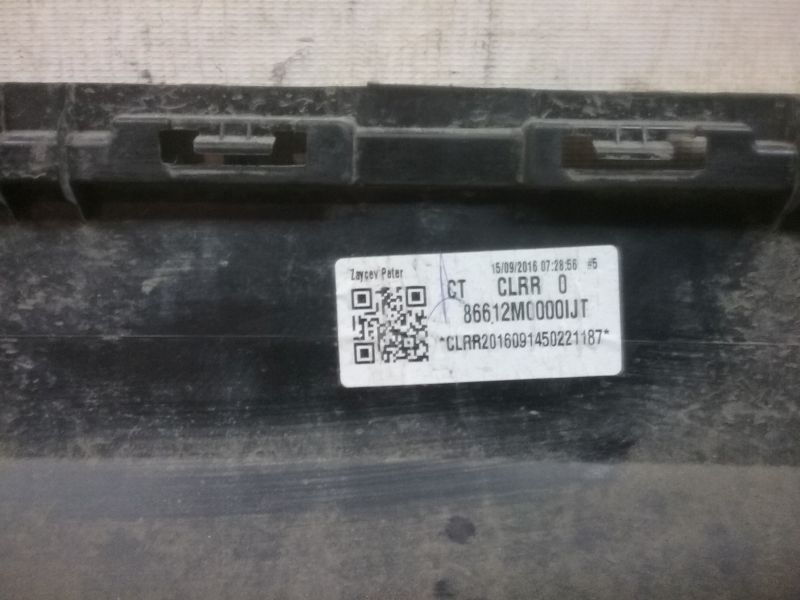 Zaycev Peter
15/09/2016 07:28:56 #5
CT CLRR 0
86612M0000IJT
*CLRR2016091450221187*